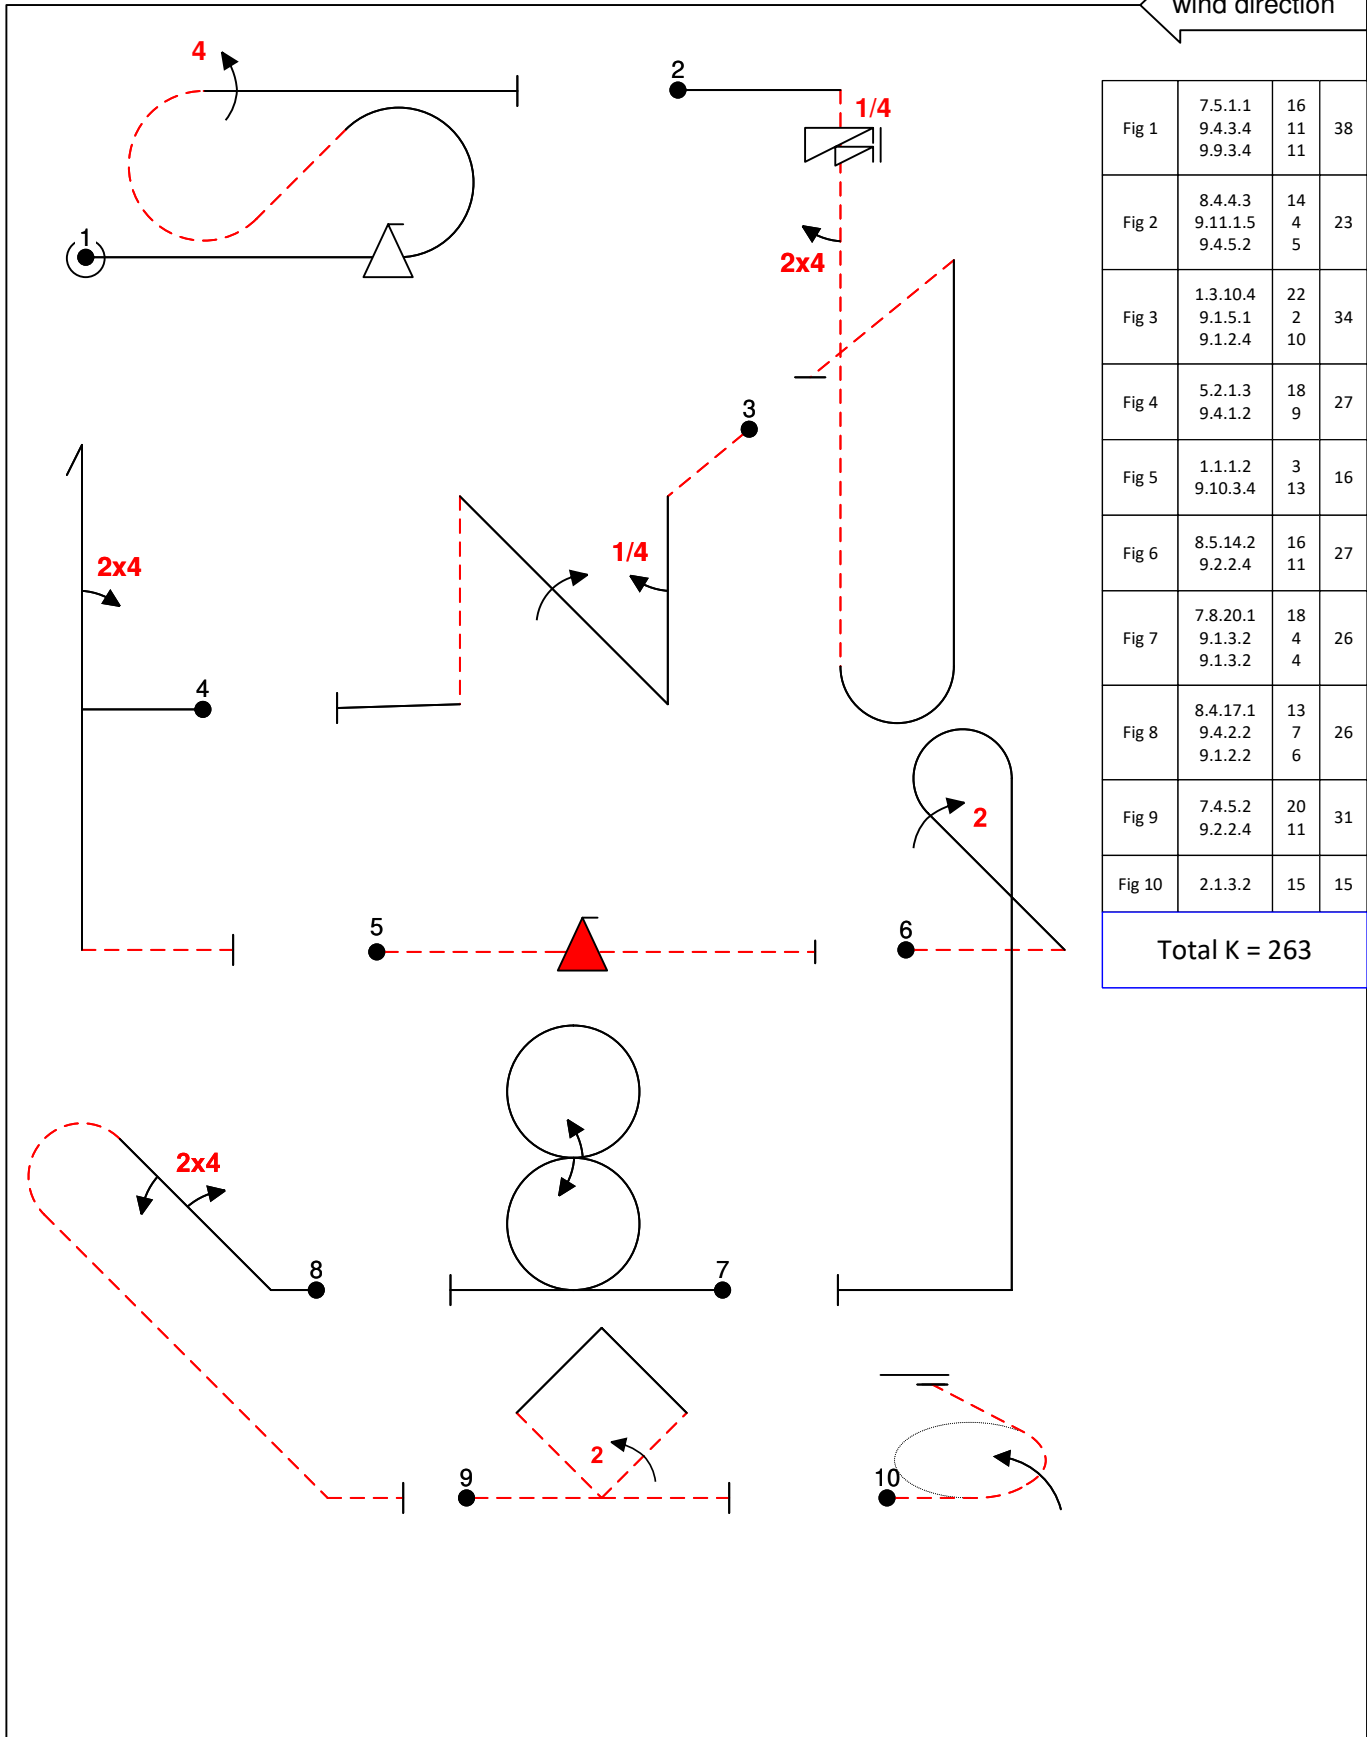 wind direction
4
2
1/4
1
2x4
3
2x4
1/4
4
2
5
6
2x4
8
7
2
9
10
Fig 1 7.5.1.1 16 38
9.4.3.4 11
9.9.3.4 11
Fig 2 8.4.4.3 14 23
9.11.1.5 4
9.4.5.2 5
Fig 3 1.3.10.4 22 34
9.1.5.1 2
9.1.2.4 10
Fig 4 5.2.1.3 18 27
9.4.1.2 9
Fig 5 1.1.1.2 3 16
9.10.3.4 13
Fig 6 8.5.14.2 16 27
9.2.2.4 11
Fig 7 7.8.20.1 18 26
9.1.3.2 4
9.1.3.2 4
Fig 8 8.4.17.1 13 26
9.4.2.2 7
9.1.2.2 6
Fig 9 7.4.5.2 20 31
9.2.2.4 11
Fig 10 2.1.3.2 15 15
Total K = 263